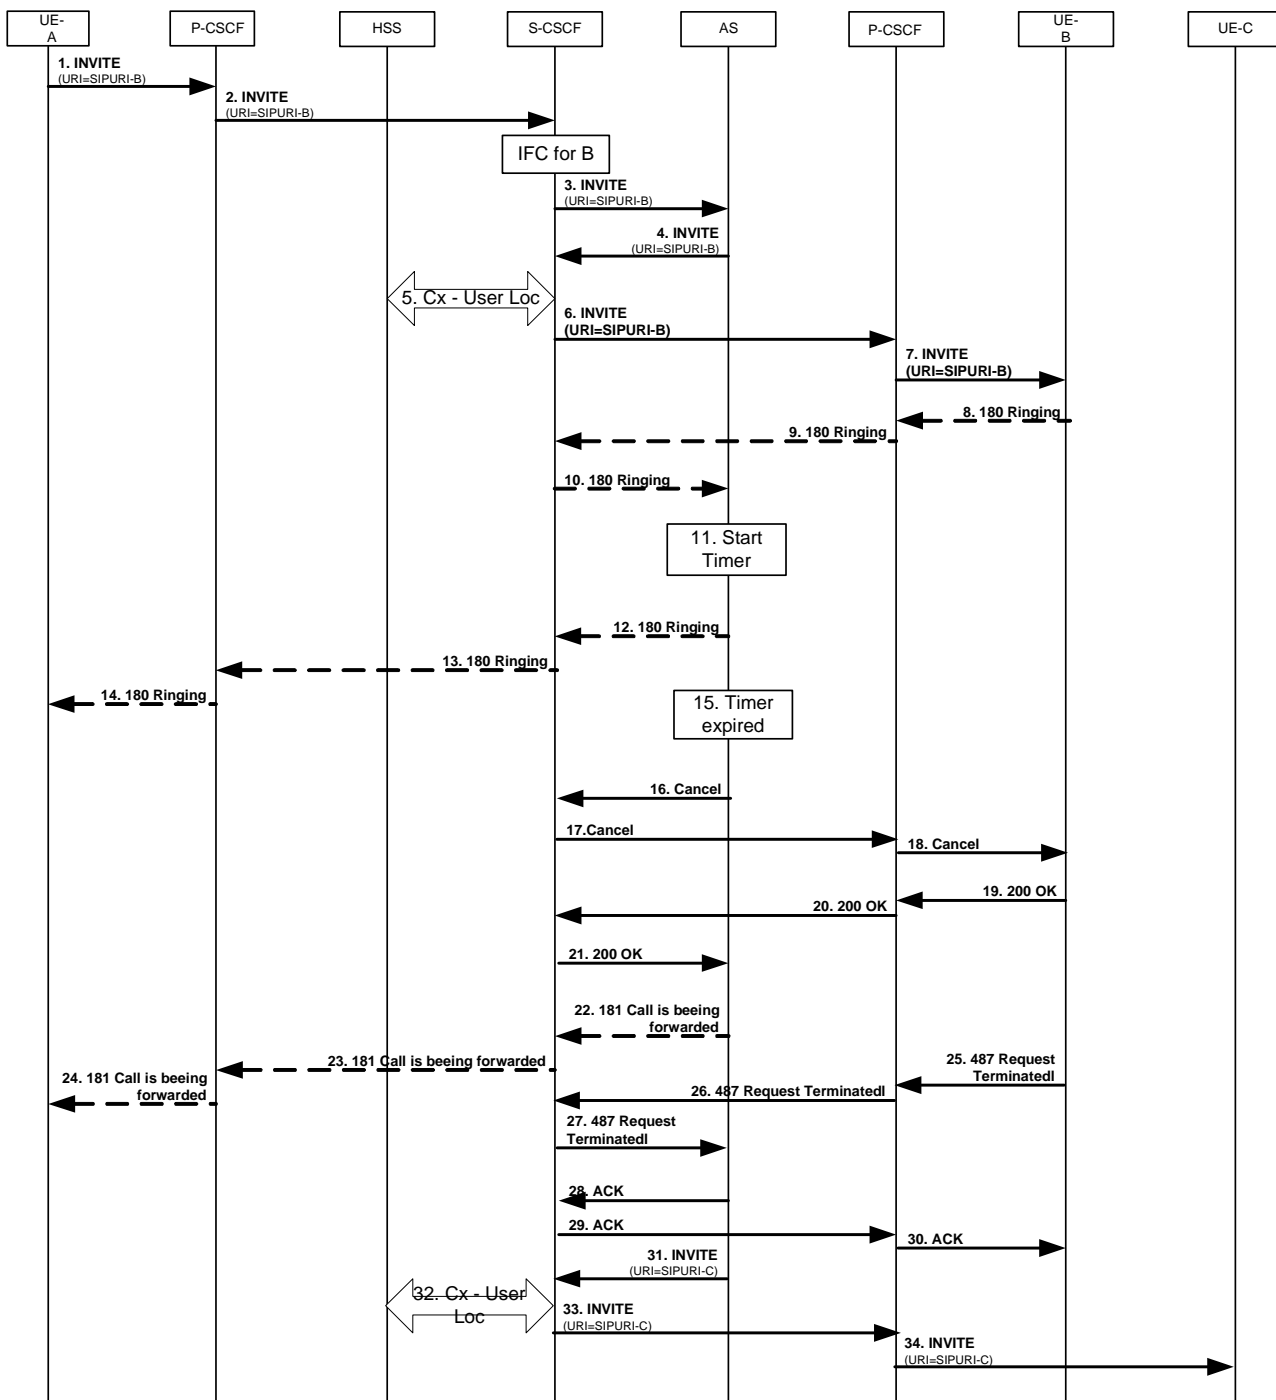 UE-
A
P-CSCF
HSS
S-CSCF
AS
P-CSCF
UE-
B
UE-C
1. INVITE
(URI=SIPURI-B)
2. INVITE
(URI=SIPURI-B)
IFC for B
3. INVITE
(URI=SIPURI-B)
4. INVITE
(URI=SIPURI-B)
5. Cx - User Loc
6. INVITE
(URI=SIPURI-B)
7. INVITE
(URI=SIPURI-B)
8. 180 Ringing
9. 180 Ringing
10. 180 Ringing
11. Start
Timer
12. 180 Ringing
13. 180 Ringing
14. 180 Ringing
15. Timer
expired
16. Cancel
17.Cancel
18. Cancel
19. 200 OK
20. 200 OK
21. 200 OK
22. 181 Call is beeing
forwarded
23. 181 Call is beeing forwarded
24. 181 Call is beeing
forwarded
25. 487 Request
TerminatedI
26. 487 Request TerminatedI
27. 487 Request
TerminatedI
28. ACK
29. ACK
30. ACK
31. INVITE
(URI=SIPURI-C)
32. Cx - User
Loc
33. INVITE
(URI=SIPURI-C)
34. INVITE
(URI=SIPURI-C)